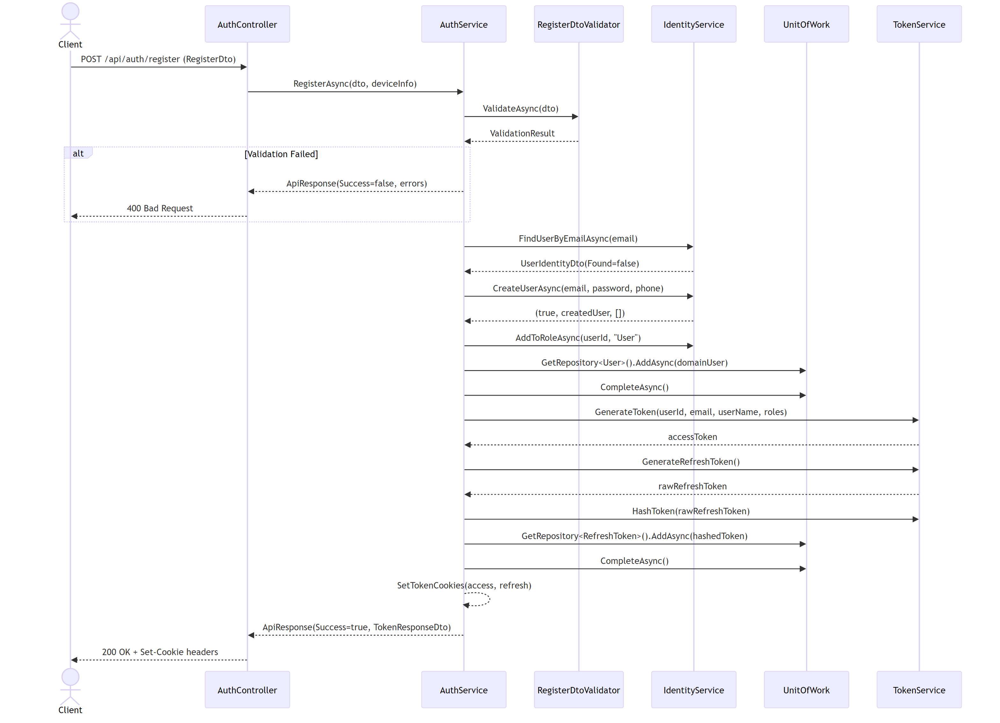 Client
AuthController
AuthService
RegisterDtoValidator
IdentityService
UnitOfWork
TokenService
POST /api/auth/register (RegisterDto)
RegisterAsync(dto, deviceInfo)
ValidateAsync(dto)
ValidationResult
alt
[Validation Failed]
ApiResponse(Success=false, errors)
400 Bad Request
FindUserByEmailAsync(email)
UserIdentityDto(Found=false)
CreateUserAsync(email, password, phone)
(true, createdUser, [])
AddToRoleAsync(userId, "User")
GetRepository<User>().AddAsync(domainUser)
CompleteAsync()
GenerateToken(userId, email, userName, roles)
accessToken
GenerateRefreshToken()
rawRefreshToken
HashToken(rawRefreshToken)
GetRepository<RefreshToken>().AddAsync(hashedToken)
CompleteAsync()
SetTokenCookies(access, refresh)
ApiResponse(Success=true, TokenResponseDto)
200 OK + Set-Cookie headers
Client
AuthController
AuthService
RegisterDtoValidator
IdentityService
UnitOfWork
TokenService